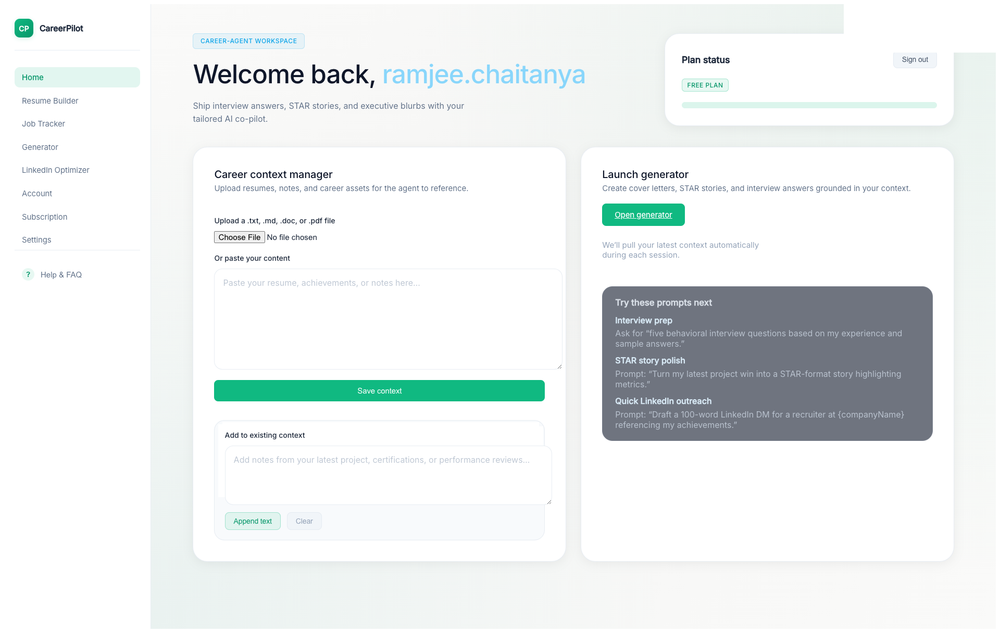 CP
CareerPilot
Home
Resume Builder
Job Tracker
Generator
LinkedIn Optimizer
Account
Subscription
Settings
? Help & FAQ
CAREER-AGENT WORKSPACE
Welcome back, ramjee.chaitanya
Ship interview answers, STAR stories, and executive blurbs with your
tailored AI co-pilot.
Plan status
Sign out
FREE PLAN
Career context manager
Upload resumes, notes, and career assets for the agent to reference.
Upload a .txt, .md, .doc, or .pdf file
Choose File No file chosen
Or paste your content
Paste your resume, achievements, or notes here...
Save context
Add to existing context
Add notes from your latest project, certifications, or performance reviews...
Append text
Clear
Launch generator
Create cover letters, STAR stories, and interview answers grounded in your context.
Open generator
We’ll pull your latest context automatically
during each session.
Try these prompts next
Interview prep
Ask for “five behavioral interview questions based on my experience and
sample answers.”
STAR story polish
Prompt: “Turn my latest project win into a STAR-format story highlighting
metrics.”
Quick LinkedIn outreach
Prompt: “Draft a 100-word LinkedIn DM for a recruiter at {companyName}
referencing my achievements.”